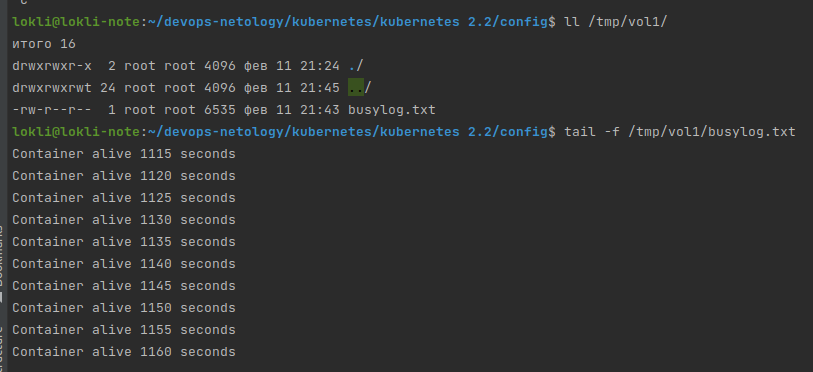 lokli@lokli-note:~/devops-netology/kubernetes/kubernetes 2.2/config$ ll /tmp/vol1/
итого 16
drwxrwxr-x  2 root root 4096 фев 11 21:24 ./
drwxrwxrwt 24 root root 4096 фев 11 21:45 ../
-rw-r--r--  1 root root 6535 фев 11 21:43 busylog.txt
lokli@lokli-note:~/devops-netology/kubernetes/kubernetes 2.2/config$ tail -f /tmp/vol1/busylog.txt
Container alive 1115 seconds
Container alive 1120 seconds
Container alive 1125 seconds
Container alive 1130 seconds
Container alive 1135 seconds
Container alive 1140 seconds
Container alive 1145 seconds
Container alive 1150 seconds
Container alive 1155 seconds
Container alive 1160 seconds